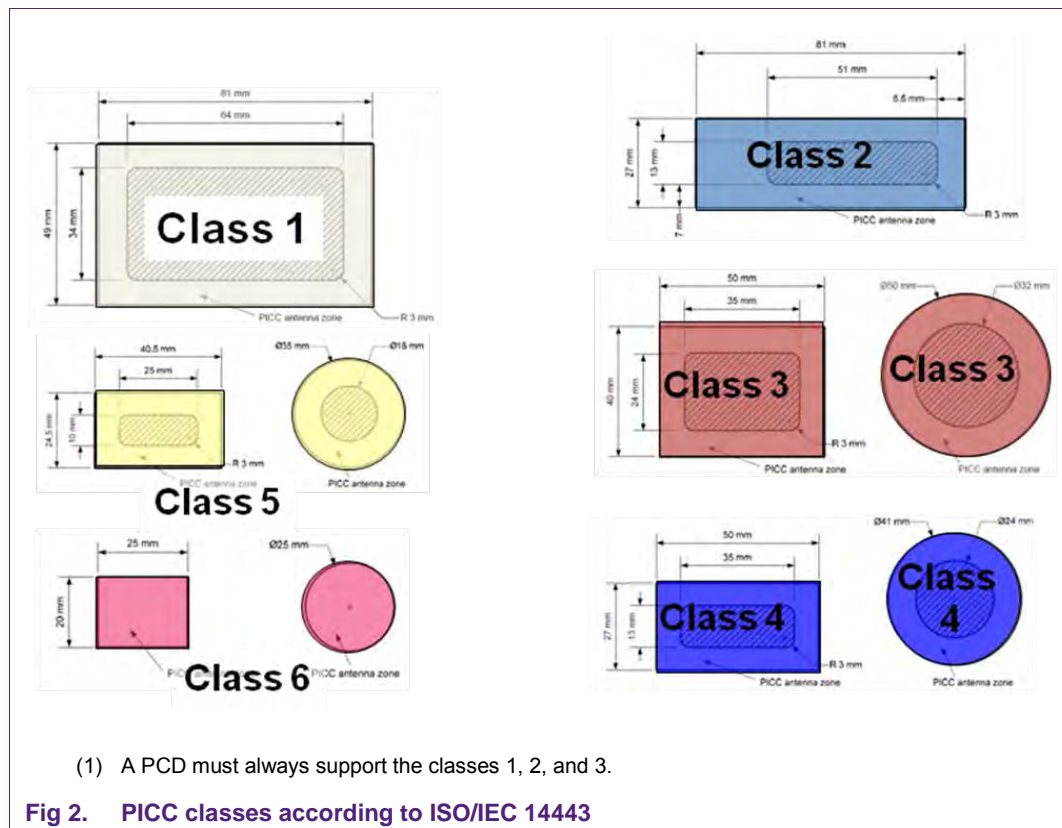 81 mm
64 mm
49 mm
34 mm
Class 1
PICC antenna zone
R 3 mm
81 mm
51 mm
8,5 mm
27 mm
13 mm
7 mm
Class 2
PICC antenna zone
R 3 mm
40.5 mm
25 mm
24.5 mm
10 mm
R 3 mm
Ø35 mm
Ø18 mm
PICC antenna zone
PICC antenna zone
Class 5
50 mm
35 mm
40 mm
24 mm
Class 3
R 3 mm
PICC antenna zone
Ø50 mm
Ø32 mm
Class 3
PICC antenna zone
25 mm
20 mm
Ø25 mm
PICC antenna zone
Class 6
50 mm
35 mm
27 mm
13 mm
Class 4
R 3 mm
PICC antenna zone
Ø41 mm
Ø24 mm
Class
4
PICC antenna zone
(1) A PCD must always support the classes 1, 2, and 3.
Fig 2. PICC classes according to ISO/IEC 14443